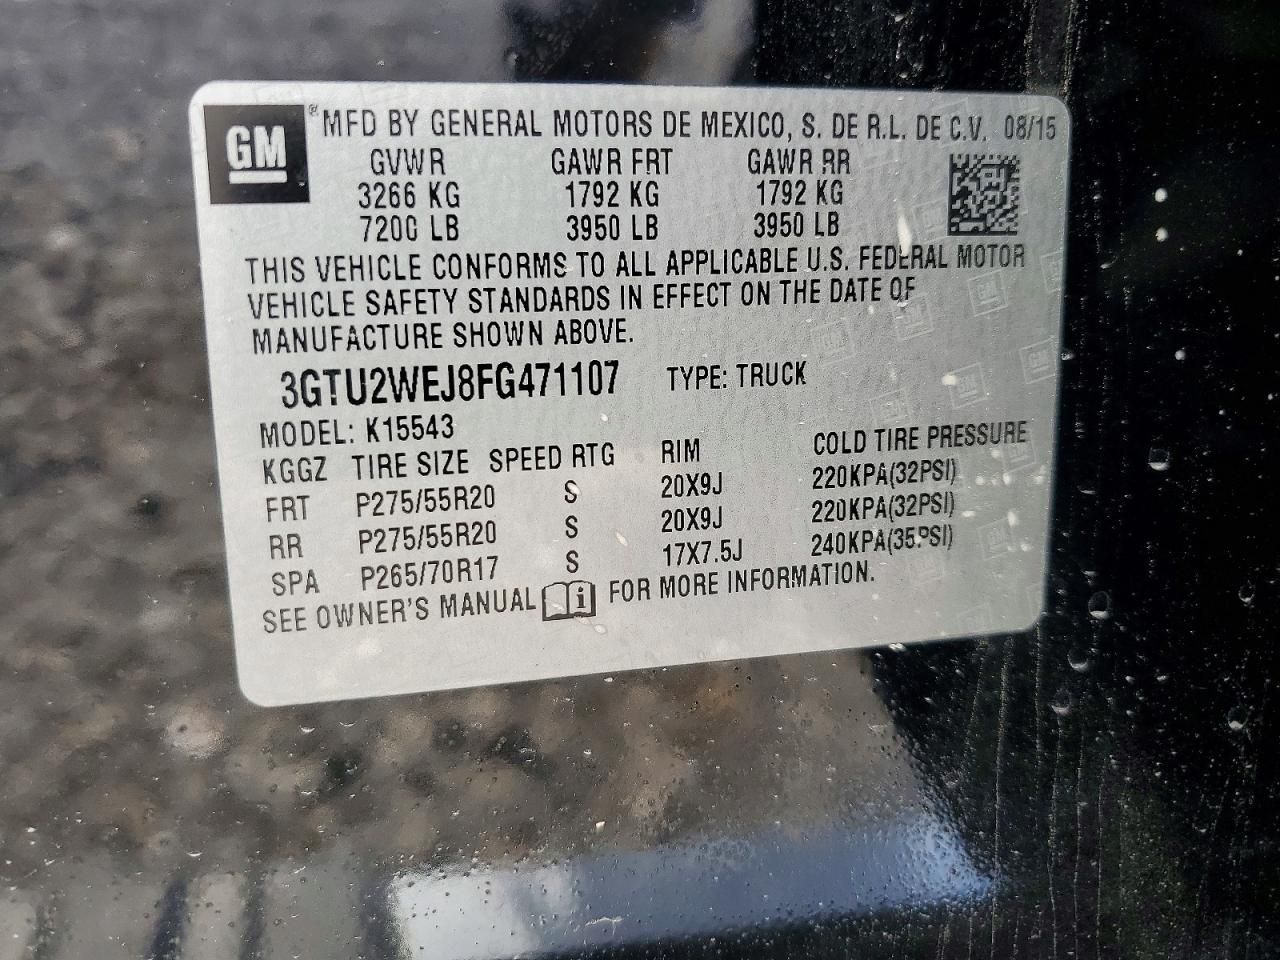 GM ® MFD BY GENERAL MOTORS DE MEXICO, S. DE R.L. DE C.V. 08/15
GVWR GAWR FRT GAWR RR
3266 KG 1792 KG 1792 KG
7200 LB 3950 LB 3950 LB
THIS VEHICLE CONFORMS TO ALL APPLICABLE U.S. FEDERAL MOTOR
VEHICLE SAFETY STANDARDS IN EFFECT ON THE DATE OF
MANUFACTURE SHOWN ABOVE.
3GTU2WEJ8FG471107 TYPE: TRUCK
MODEL: K15543
KGGZ TIRE SIZE SPEED RTG RIM COLD TIRE PRESSURE
FRT P275/55R20 S 20X9J 220KPA(32PSI)
RR P275/55R20 S 20X9J 220KPA(32PSI)
SPA P265/70R17 S 17X7.5J 240KPA(35PSI)
SEE OWNER'S MANUAL i FOR MORE INFORMATION.